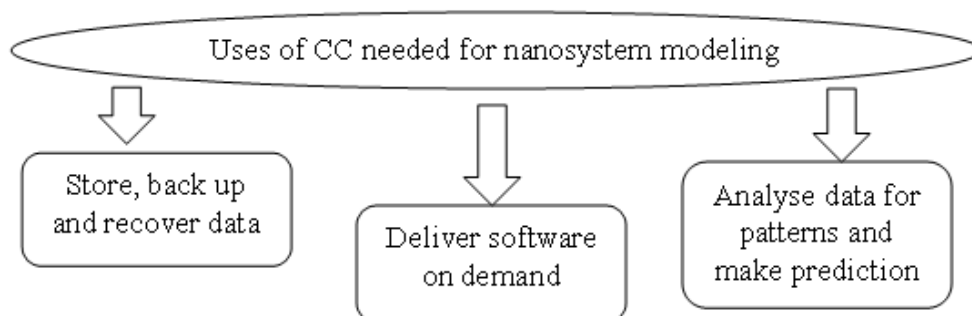 Uses of CC needed for nanosystem modeling
Store, back up
and recover data
Deliver software
on demand
Analyse data for
patterns and
make prediction